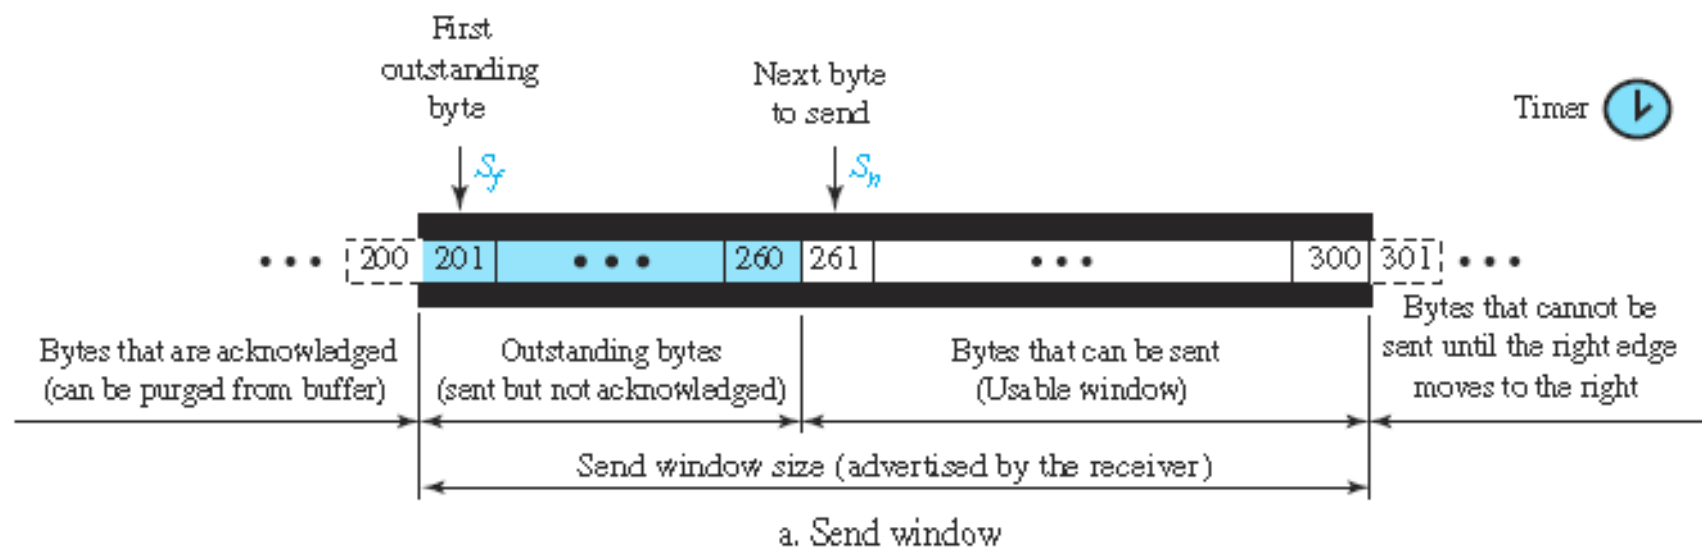 First
outstanding
byte
Next byte
to send
Timer
S_f
S_n
• • • 200 201 • • • 260 261 • • • 300 301 • • •
Bytes that are acknowledged
(can be purged from buffer)
Outstanding bytes
(sent but not acknowledged)
Bytes that can be sent
(Usable window)
Bytes that cannot be
sent until the right edge
moves to the right
Send window size (advertised by the receiver)
a. Send window